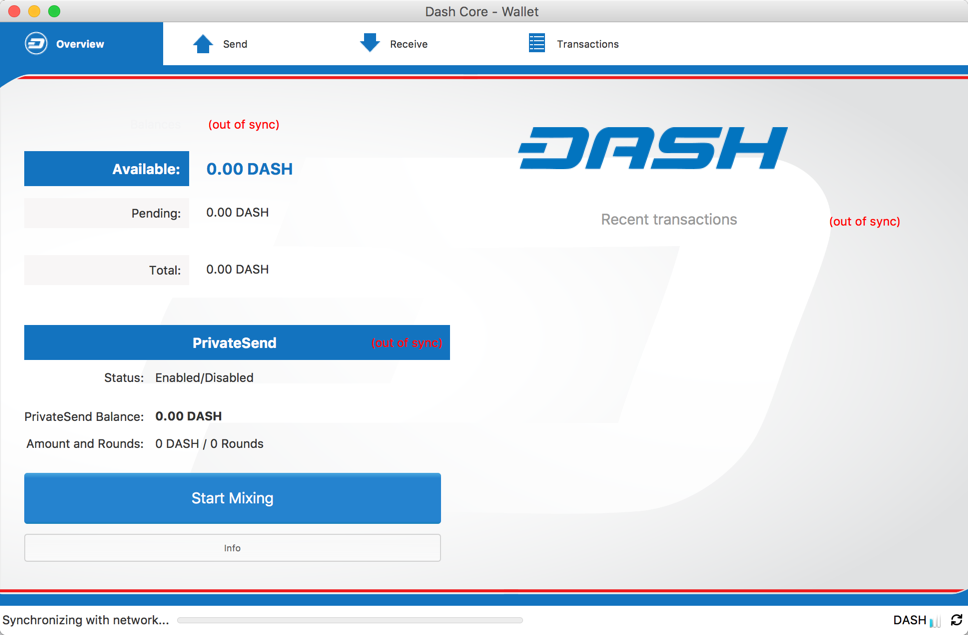 Dash Core - Wallet
Overview
Send
Receive
Transactions
(out of sync)
Available: 0.00 DASH
Pending: 0.00 DASH
Total: 0.00 DASH
DASH
Recent transactions (out of sync)
PrivateSend (out of sync)
Status: Enabled/Disabled
PrivateSend Balance: 0.00 DASH
Amount and Rounds: 0 DASH / 0 Rounds
Start Mixing
Info
Synchronizing with network...
DASH